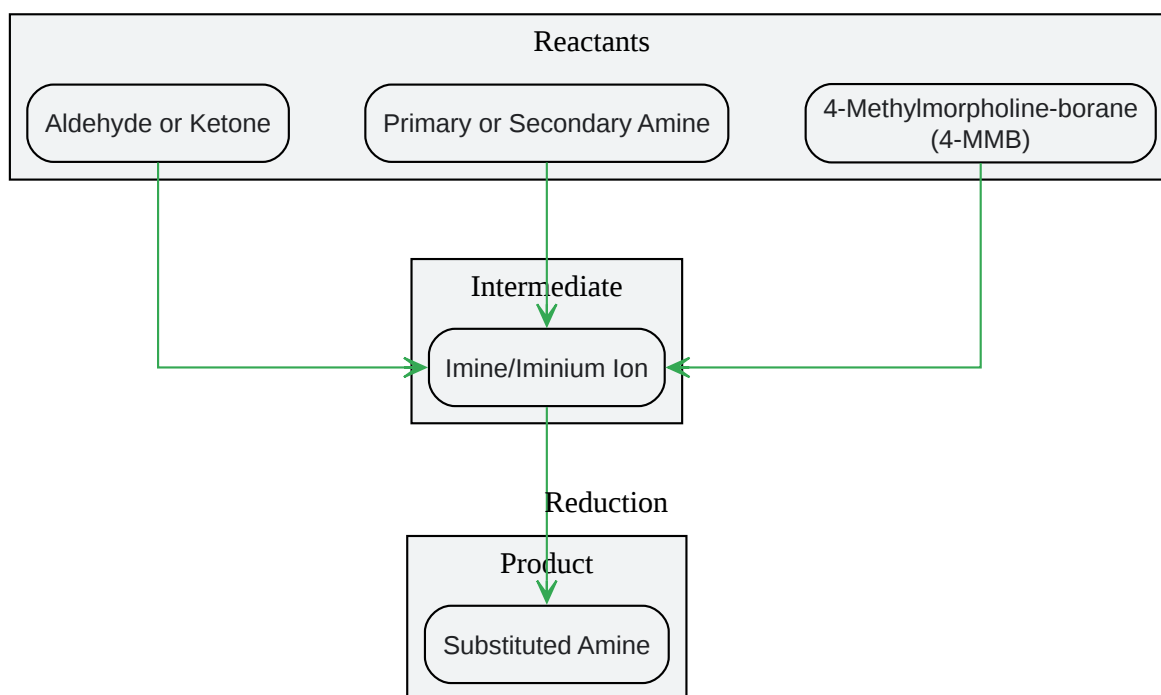 Reactants
Aldehyde or Ketone
Primary or Secondary Amine
4-Methylmorpholine-borane
(4-MMB)
Intermediate
Imine/Iminium Ion
Reduction
Product
Substituted Amine